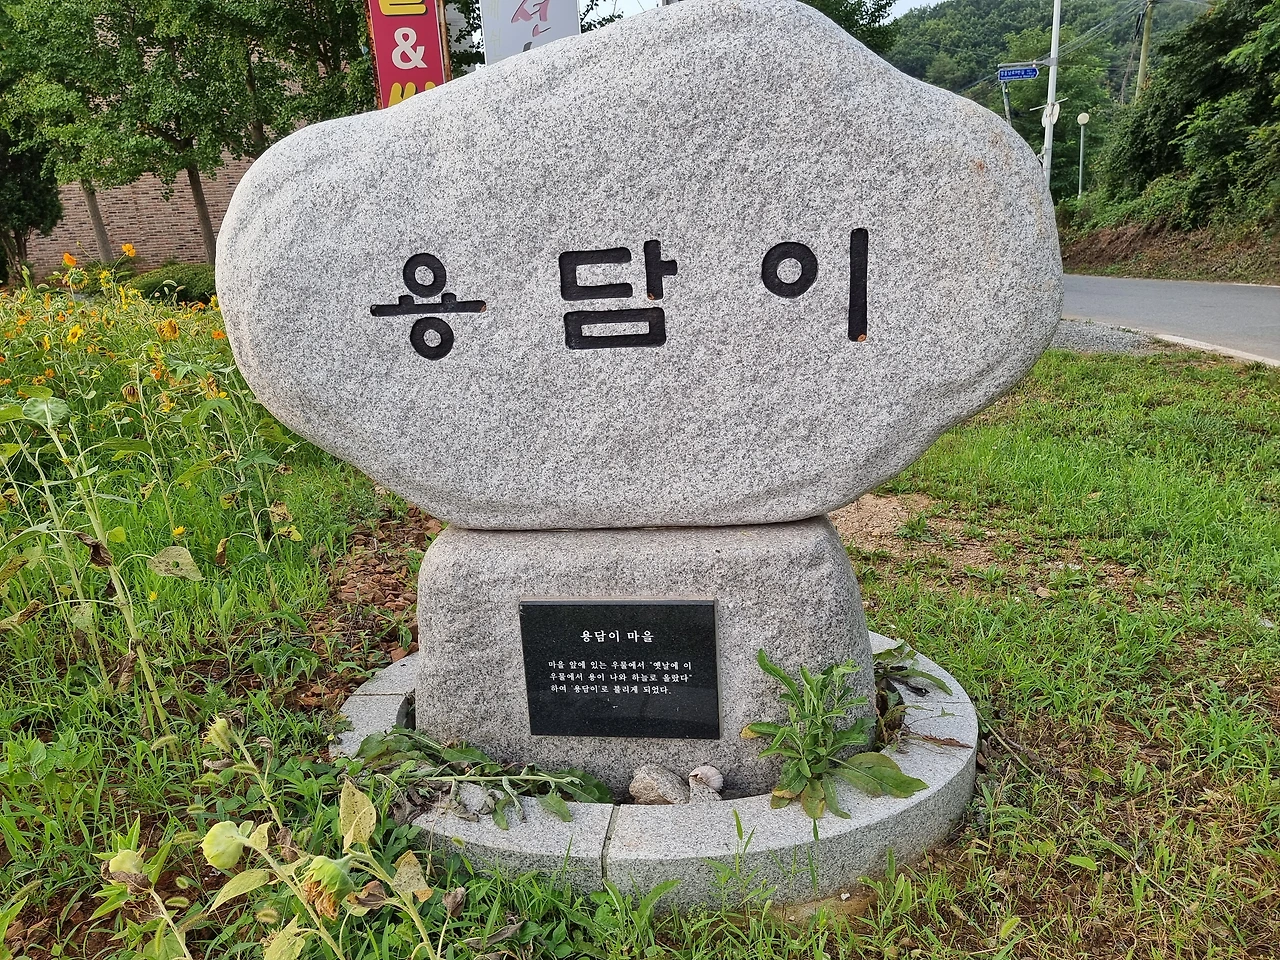 &
용담이
용담이 마을
마을 앞에 있는 우물에서 "옛날에 이
우물에서 용이 나와 하늘로 올랐다"
하여 '용담이'로 불리게 되었다.